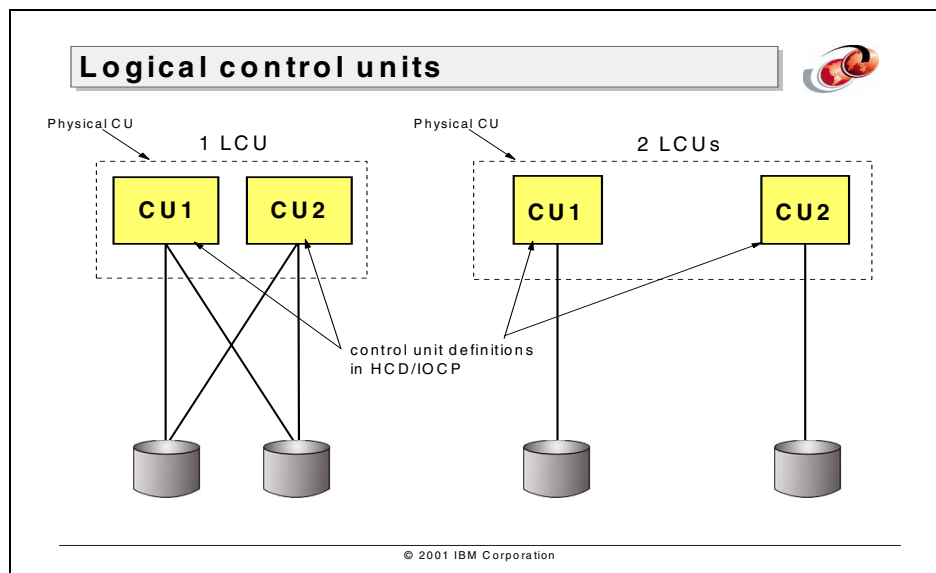 Logical control units
Physical CU
1 LCU
CU1
CU2
Physical CU
2 LCUs
CU1
CU2
control unit definitions
in HCD/IOCP
© 2001 IBM Corporation